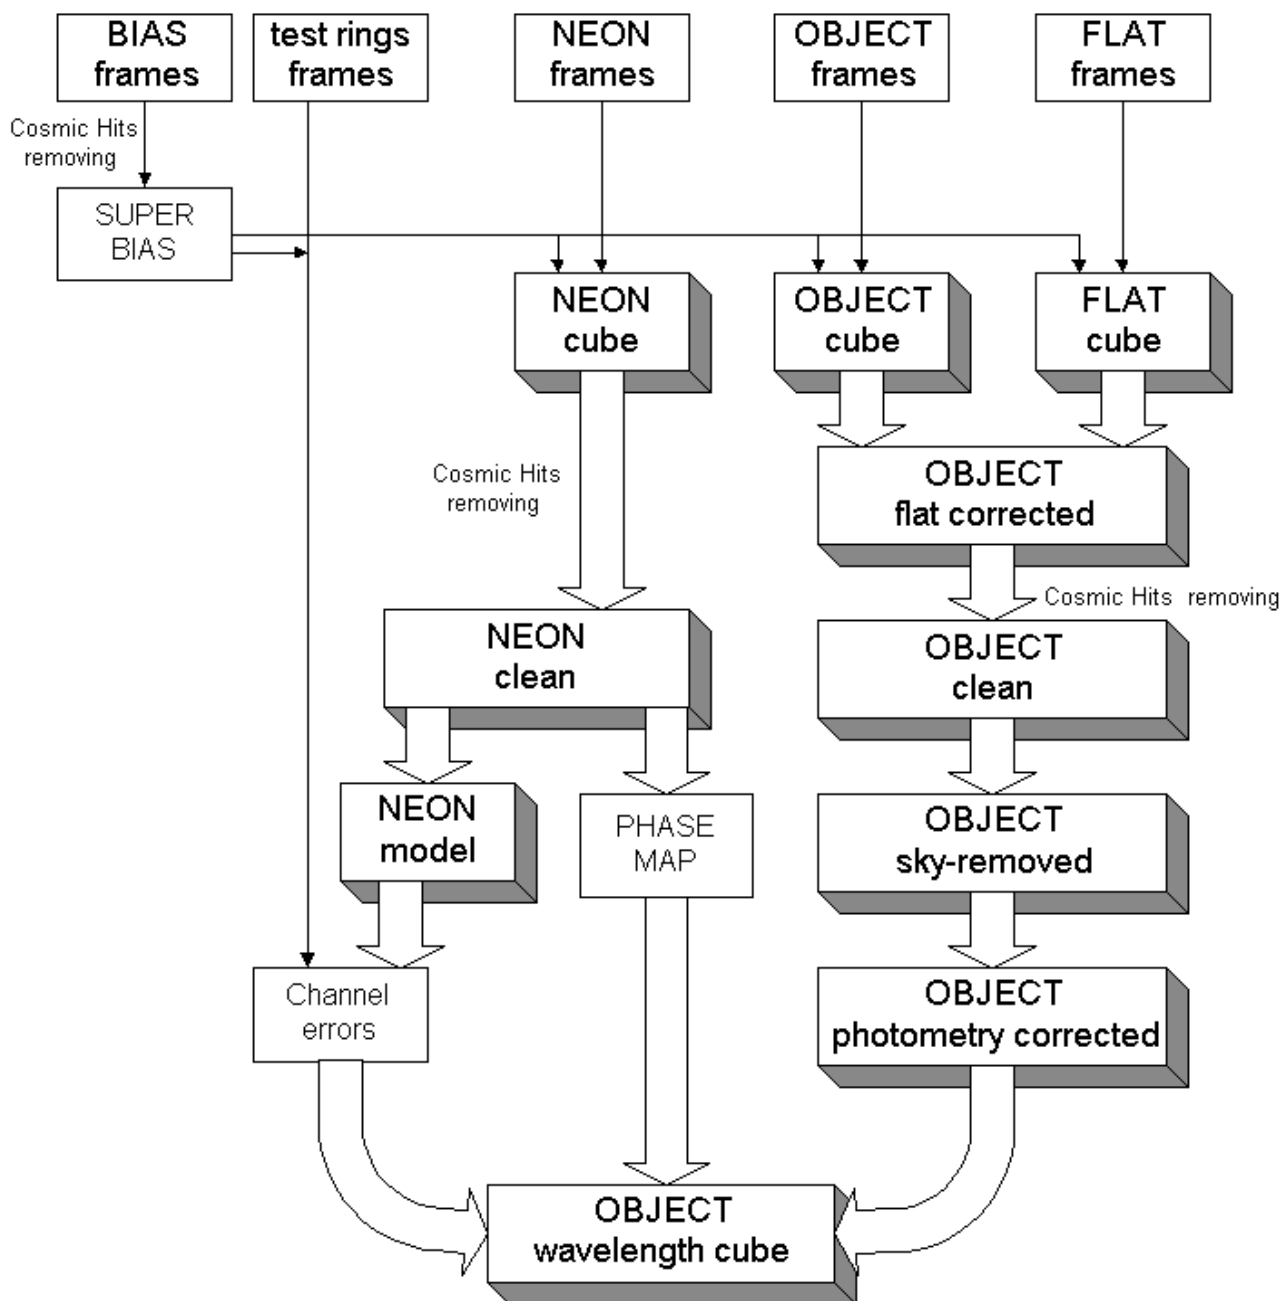 BIAS
frames
test rings
frames
NEON
frames
OBJECT
frames
FLAT
frames
Cosmic Hits
removing
SUPER
BIAS
NEON
cube
OBJECT
cube
FLAT
cube
Cosmic Hits
removing
OBJECT
flat corrected
Cosmic Hits removing
NEON
clean
OBJECT
clean
NEON
model
PHASE
MAP
OBJECT
sky-removed
Channel
errors
OBJECT
photometry corrected
OBJECT
wavelength cube